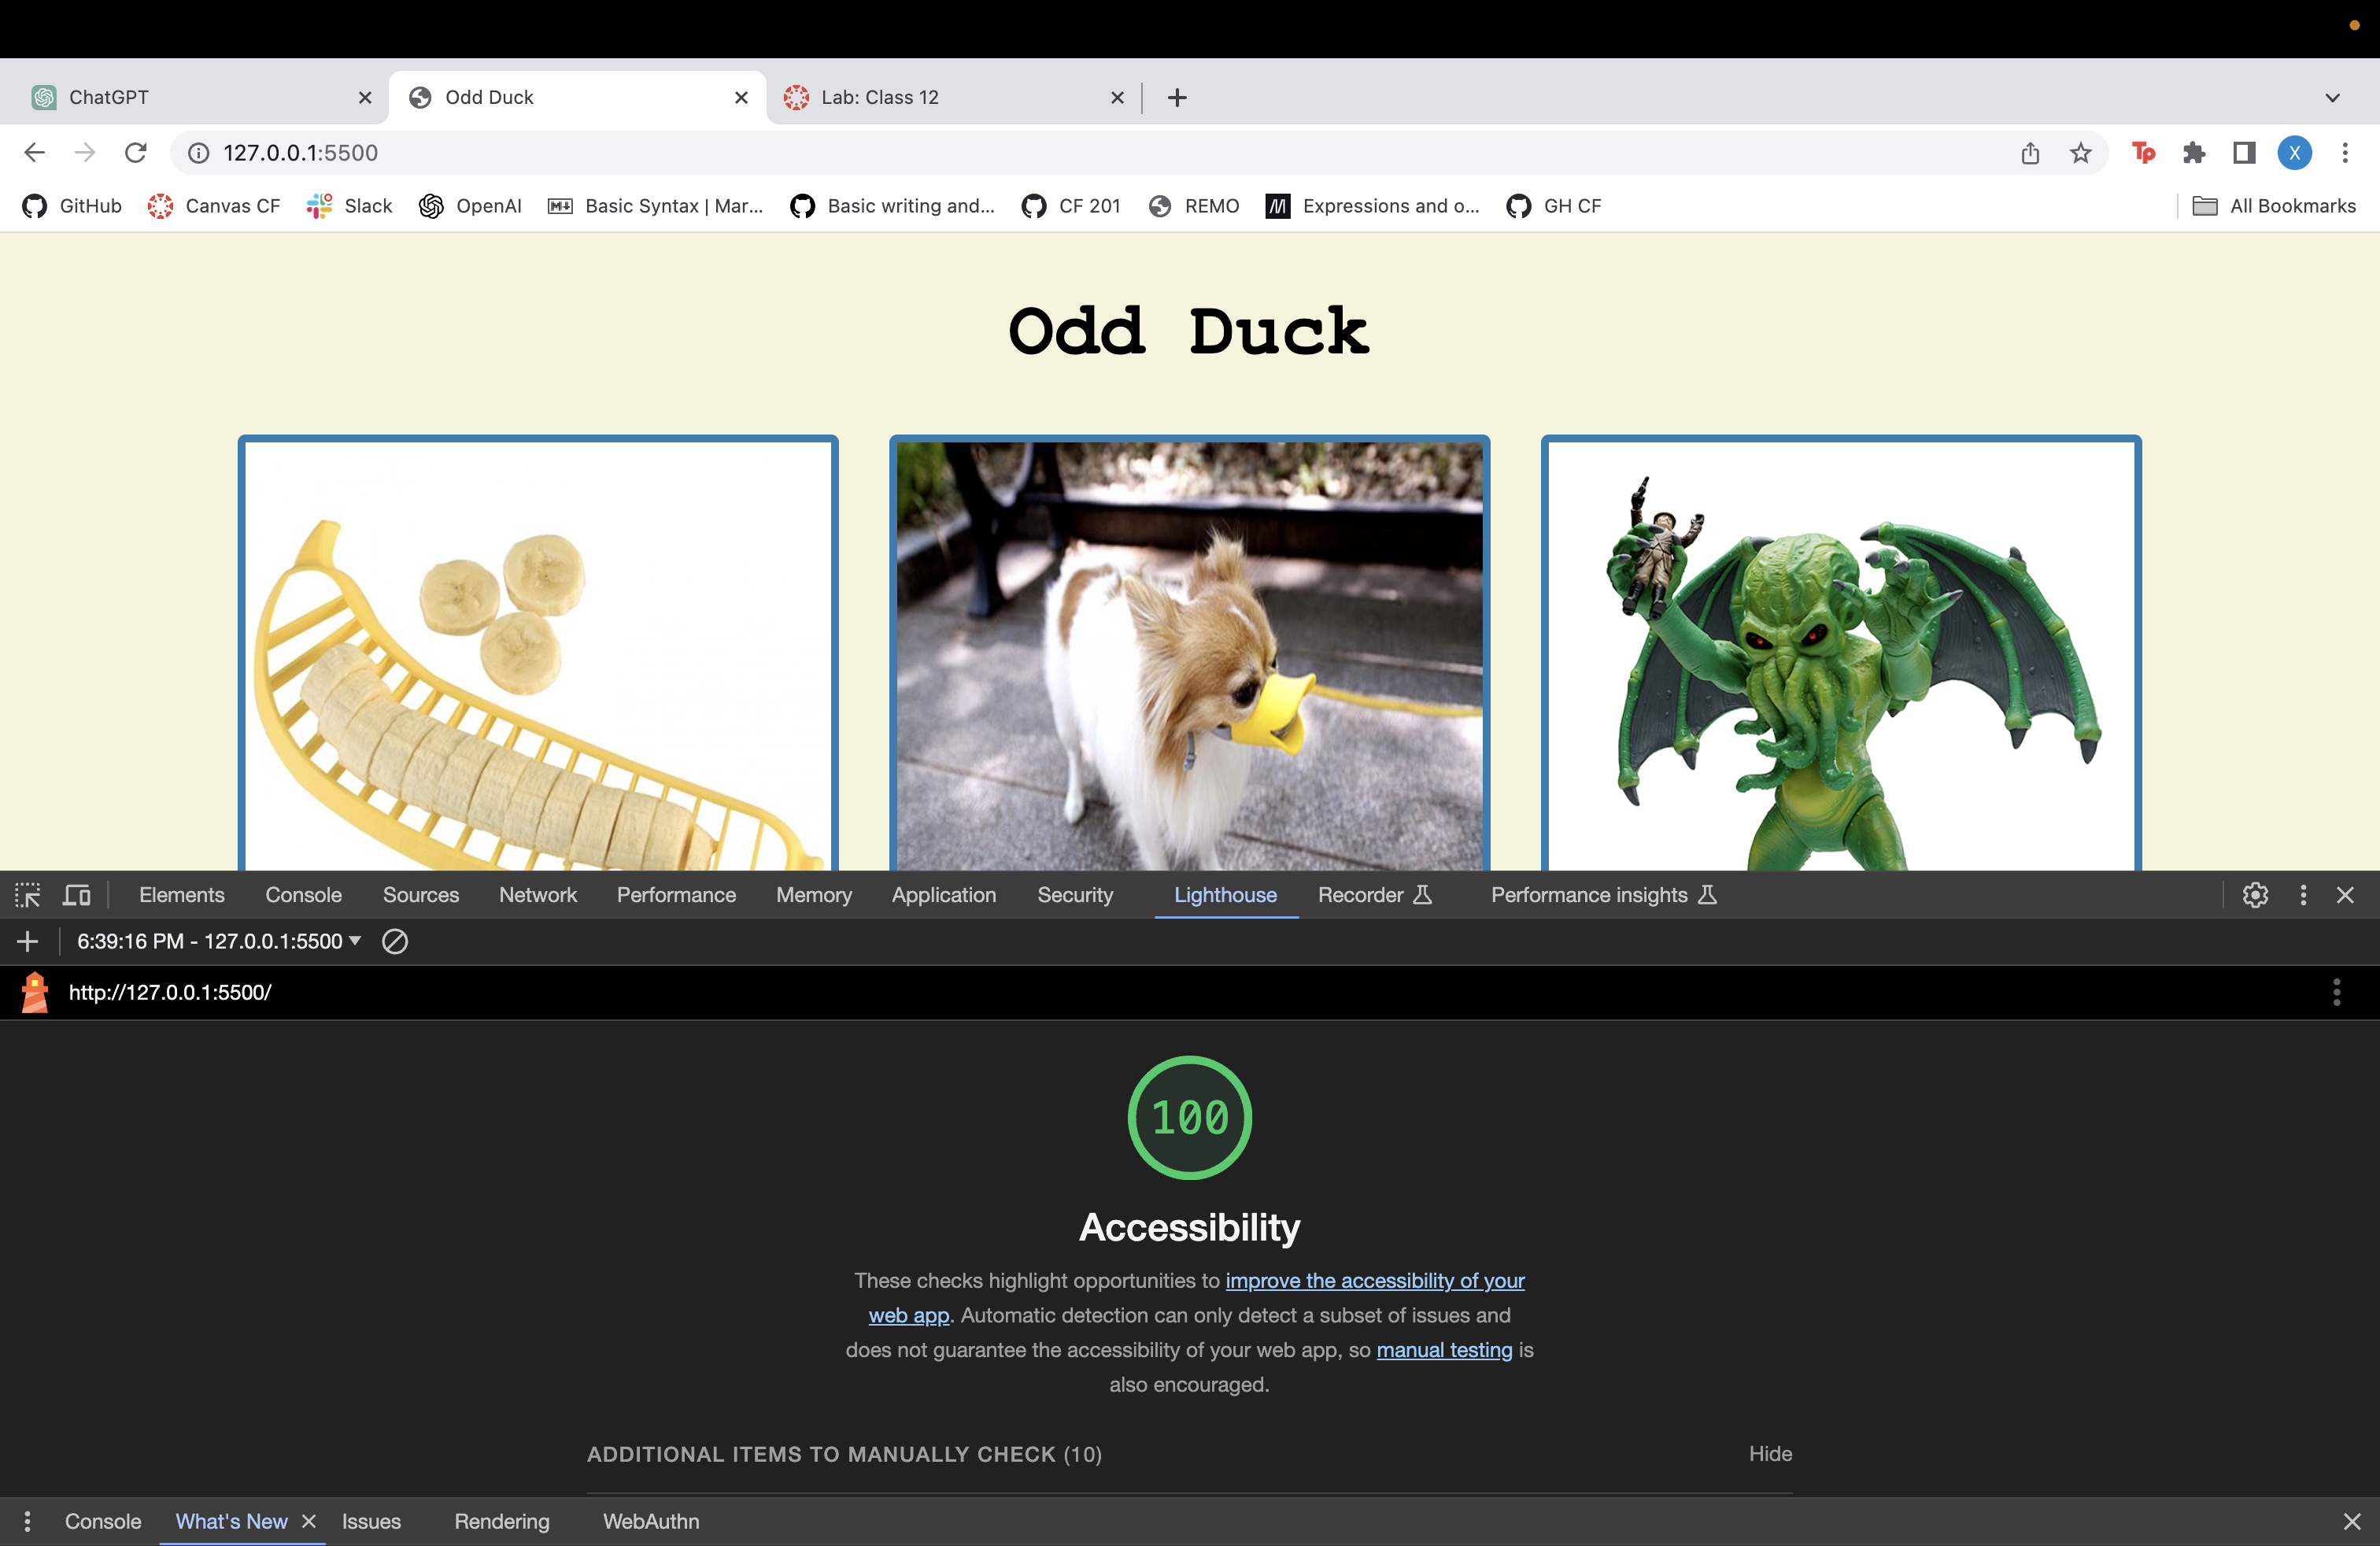 ChatGPT
Odd Duck
Lab: Class 12
127.0.0.1:5500
Tp
X
GitHub
Canvas CF
Slack
OpenAI
M↓
Basic Syntax | Mar...
Basic writing and...
CF 201
REMO
M
Expressions and o...
GH CF
All Bookmarks
Odd Duck
Elements
Console
Sources
Network
Performance
Memory
Application
Security
Lighthouse
Recorder
Performance insights
6:39:16 PM - 127.0.0.1:5500
http://127.0.0.1:5500/
100
Accessibility
These checks highlight opportunities to improve the accessibility of your
web app. Automatic detection can only detect a subset of issues and
does not guarantee the accessibility of your web app, so manual testing is
also encouraged.
ADDITIONAL ITEMS TO MANUALLY CHECK (10)
Hide
Console
What's New
Issues
Rendering
WebAuthn